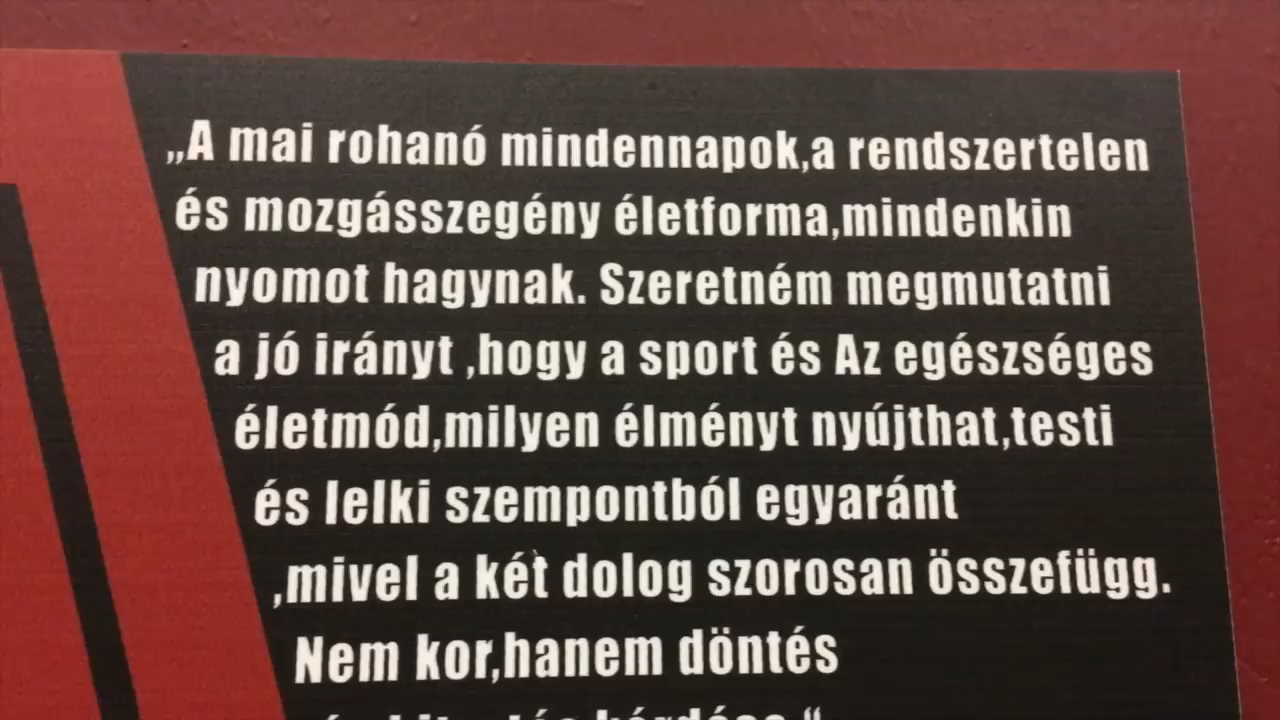 „A mai rohanó mindennapok,a rendszertelen
és mozgásszegény életforma,mindenkin
nyomot hagynak. Szeretném megmutatni
a jó irányt ,hogy a sport és Az egészséges
életmód,milyen élményt nyújthat,testi
és lelki szempontból egyaránt
,mivel a két dolog szorosan összefügg.
Nem kor,hanem döntés